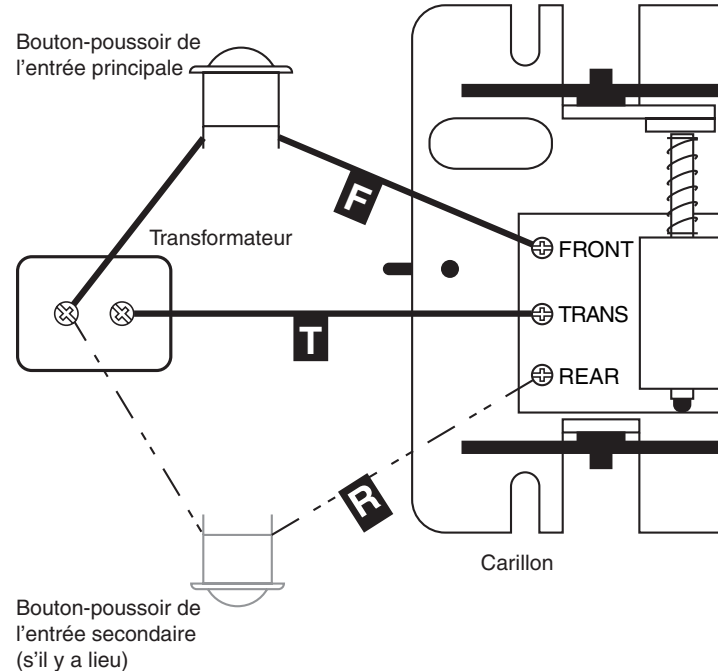 Bouton-poussoir de
l'entrée principale
F
Transformateur
FRONT
TRANS
T
REAR
R
Carillon
Bouton-poussoir de
l'entrée secondaire
(s'il y a lieu)